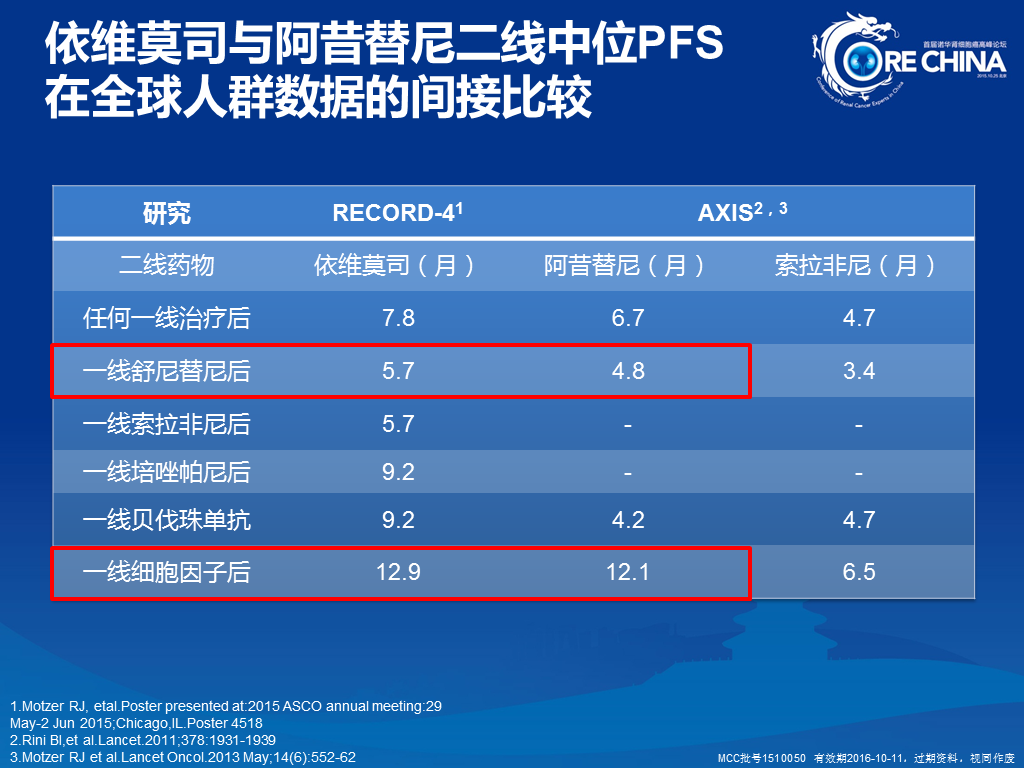 依维莫司与阿昔替尼二线中位PFS
在全球人群数据的间接比较
首届诺华肾细胞癌高峰论坛
CORE CHINA
2015.10.25 北京
Conference of Renal Cancer Experts in China
研究 RECORD-4¹ AXIS²，³
二线药物 依维莫司（月） 阿昔替尼（月） 索拉非尼（月）
任何一线治疗后 7.8 6.7 4.7
一线舒尼替尼后 5.7 4.8 3.4
一线索拉非尼后 5.7 - -
一线培唑帕尼后 9.2 - -
一线贝伐珠单抗 9.2 4.2 4.7
一线细胞因子后 12.9 12.1 6.5
1.Motzer RJ, etal.Poster presented at:2015 ASCO annual meeting:29
May-2 Jun 2015;Chicago,IL.Poster 4518
2.Rini BI,et al.Lancet.2011;378:1931-1939
3.Motzer RJ et al.Lancet Oncol.2013 May;14(6):552-62
MCC批号1510050 有效期2016-10-11，过期资料，视同作废